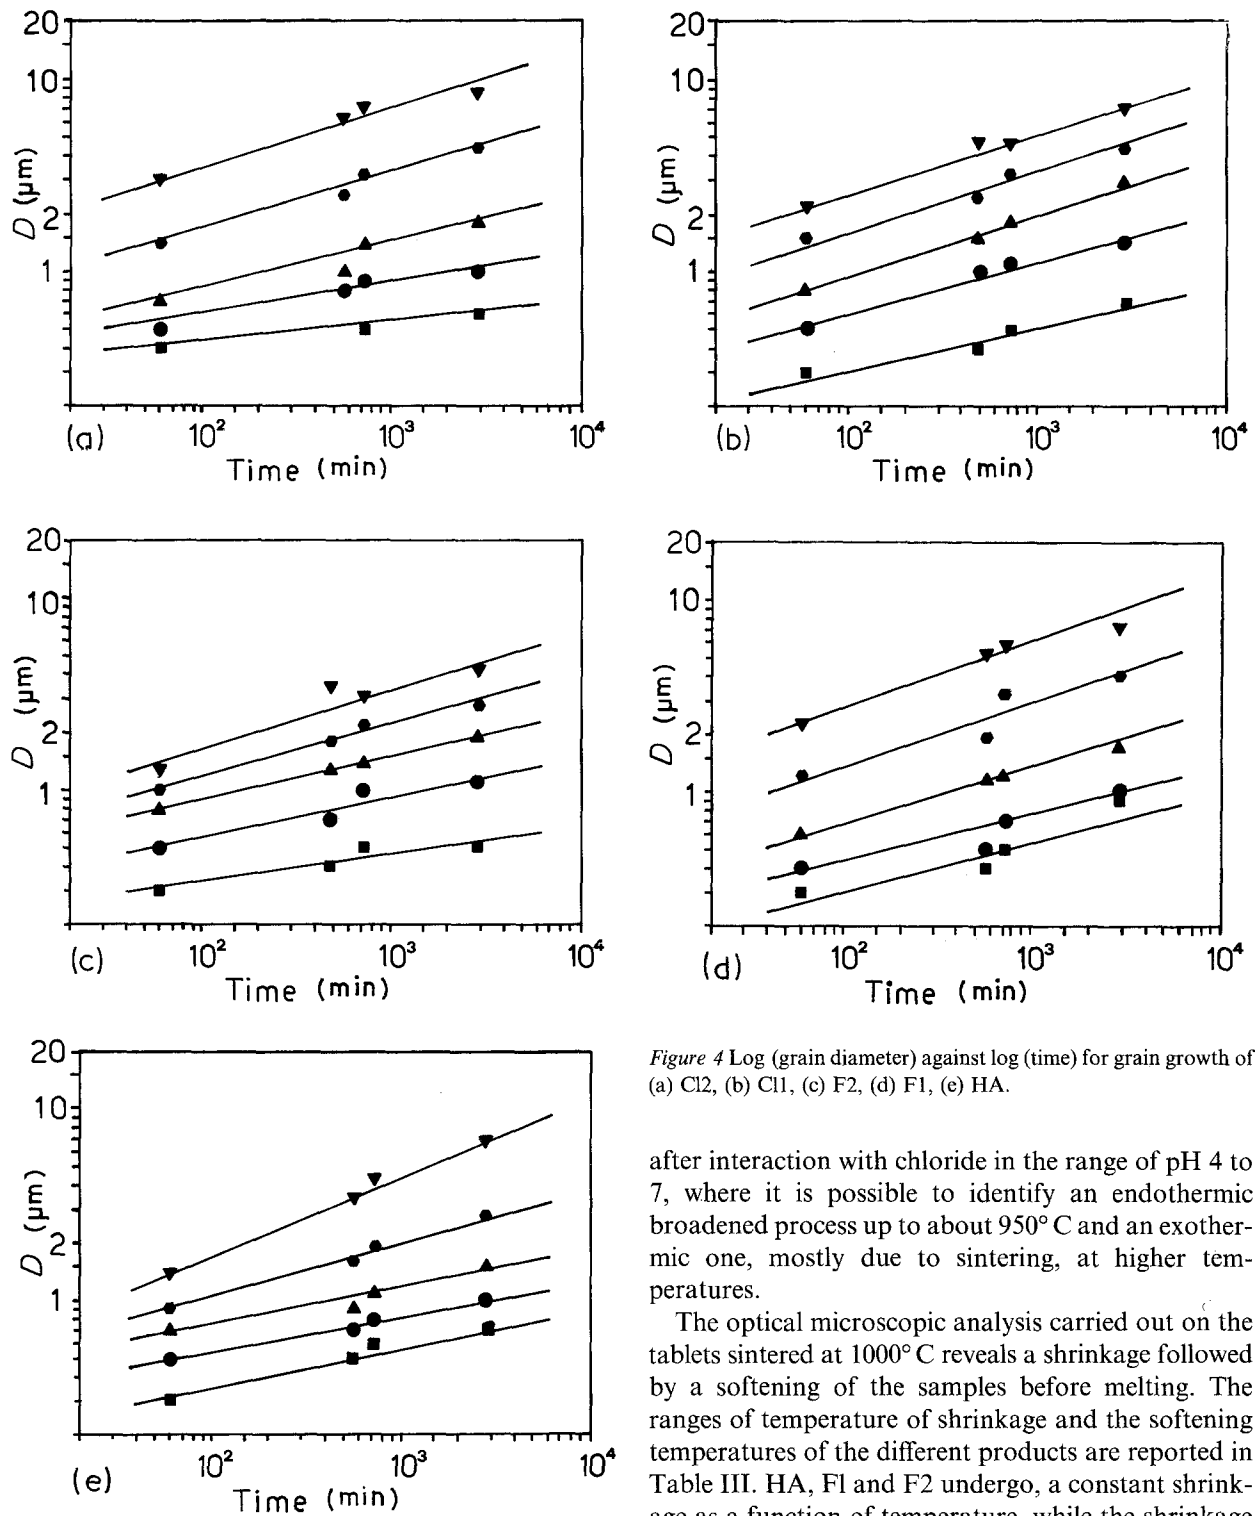 20
10
2
1
D (μm)
(a)
10²
10³
10⁴
Time (min)
20
10
2
1
D (μm)
(b)
10²
10³
10⁴
Time (min)
20
10
2
1
D (μm)
(c)
10²
10³
10⁴
Time (min)
20
10
2
1
D (μm)
(d)
10²
10³
10⁴
Time (min)
20
10
2
1
D (μm)
(e)
10²
10³
10⁴
Time (min)
Figure 4 Log (grain diameter) against log (time) for grain growth of
(a) Cl2, (b) Cl1, (c) F2, (d) F1, (e) HA.
after interaction with chloride in the range of pH 4 to
7, where it is possible to identify an endothermic
broadened process up to about 950° C and an exother-
mic one, mostly due to sintering, at higher tem-
peratures.
The optical microscopic analysis carried out on the
tablets sintered at 1000° C reveals a shrinkage followed
by a softening of the samples before melting. The
ranges of temperature of shrinkage and the softening
temperatures of the different products are reported in
Table III. HA, Fl and F2 undergo, a constant shrink-
age as a function of temperature, while the shrinkage